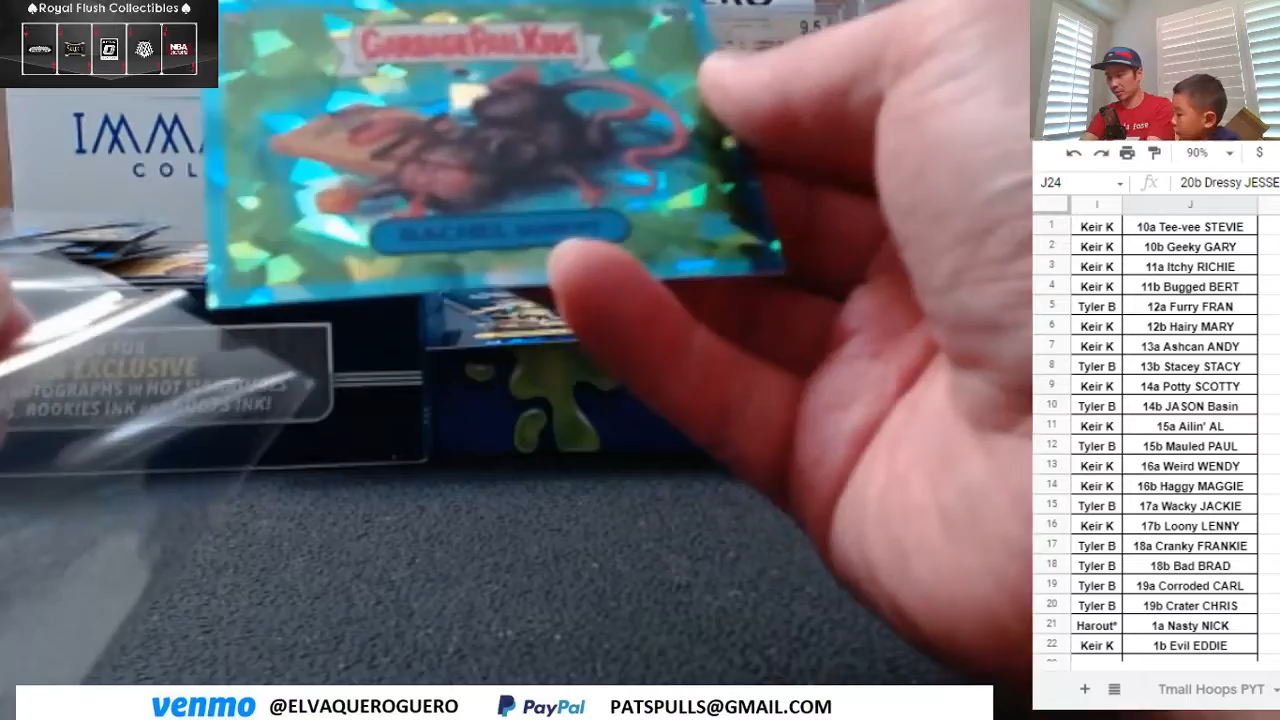 ♠Royal Flush Collectibles♠
SELECT
NBA
GARBAGE PAIL KIDS
9.5
IMMA
COL
EXCLUSIVE
AUTOGRAPHS IN HOT
ROOKIES INK HOTS INK!
90%
$
J24
fx
20b Dressy JESSE
I J
1 Keir K 10a Tee-vee STEVIE
2 Keir K 10b Geeky GARY
3 Keir K 11a Itchy RICHIE
4 Keir K 11b Bugged BERT
5 Tyler B 12a Furry FRAN
6 Keir K 12b Hairy MARY
7 Keir K 13a Ashcan ANDY
8 Tyler B 13b Stacey STACY
9 Keir K 14a Potty SCOTTY
10 Tyler B 14b JASON Basin
11 Keir K 15a Ailin' AL
12 Tyler B 15b Mauled PAUL
13 Keir K 16a Weird WENDY
14 Keir K 16b Haggy MAGGIE
15 Tyler B 17a Wacky JACKIE
16 Keir K 17b Loony LENNY
17 Tyler B 18a Cranky FRANKIE
18 Tyler B 18b Bad BRAD
19 Tyler B 19a Corroded CARL
20 Tyler B 19b Crater CHRIS
21 Harout* 1a Nasty NICK
22 Keir K 1b Evil EDDIE
Tmall Hoops PYT
venmo @ELVAQUEROGUERO PayPal PATSPULLS@GMAIL.COM